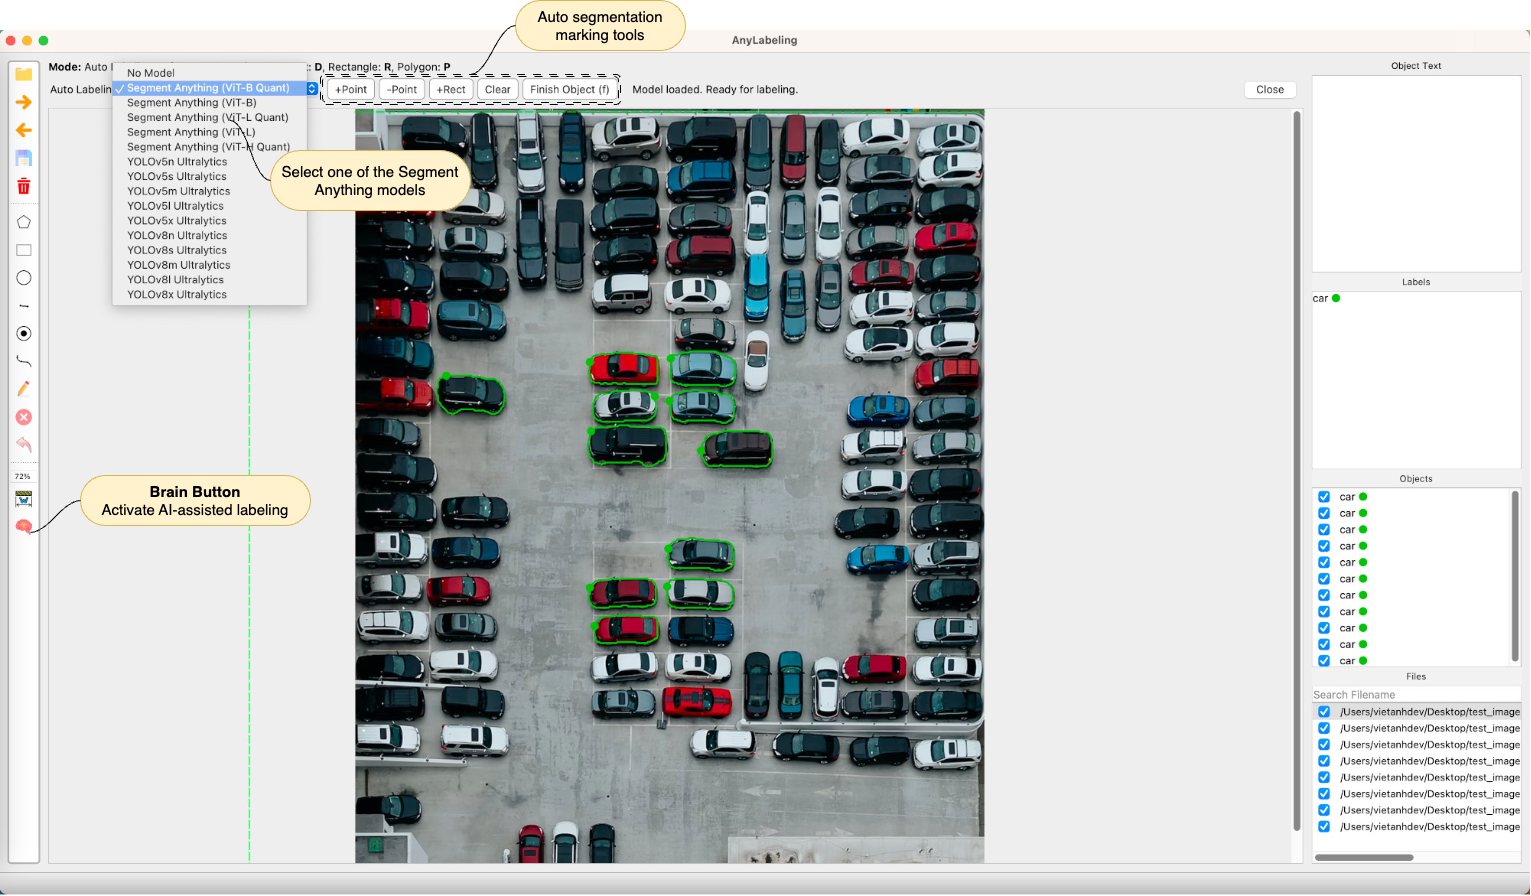 Auto segmentation
marking tools
AnyLabeling
Mode: Auto
: D, Rectangle: R, Polygon: P
Object Text
Auto Labelin
No Model
✓ Segment Anything (ViT-B Quant)
Segment Anything (ViT-B)
Segment Anything (ViT-L Quant)
Segment Anything (ViT-L)
Segment Anything (ViT-H Quant)
YOLOv5n Ultralytics
YOLOv5s Ultralytics
YOLOv5m Ultralytics
YOLOv5l Ultralytics
YOLOv5x Ultralytics
YOLOv8n Ultralytics
YOLOv8s Ultralytics
YOLOv8m Ultralytics
YOLOv8l Ultralytics
YOLOv8x Ultralytics
+Point
-Point
+Rect
Clear
Finish Object (f)
Model loaded. Ready for labeling.
Close
Select one of the Segment
Anything models
72%
Brain Button
Activate AI-assisted labeling
Labels
car
Objects
car
car
car
car
car
car
car
car
car
car
car
Files
Search Filename
/Users/vietanhdev/Desktop/test_image
/Users/vietanhdev/Desktop/test_image
/Users/vietanhdev/Desktop/test_image
/Users/vietanhdev/Desktop/test_image
/Users/vietanhdev/Desktop/test_image
/Users/vietanhdev/Desktop/test_image
/Users/vietanhdev/Desktop/test_image
/Users/vietanhdev/Desktop/test_image